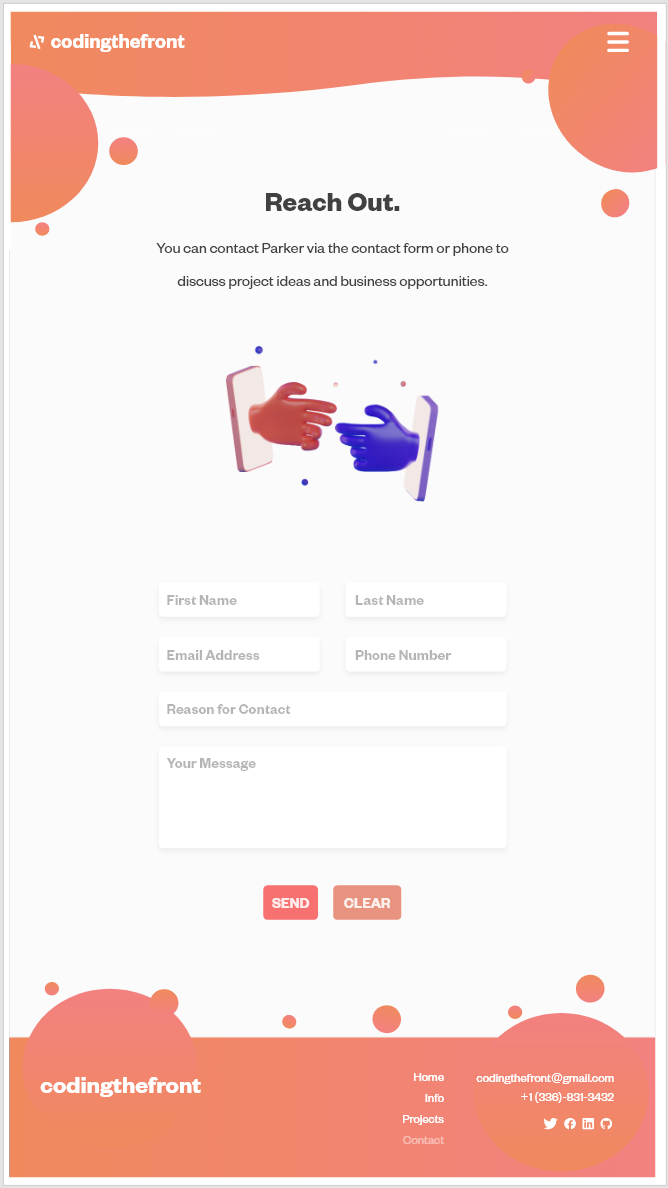 codingthefront
Reach Out.
You can contact Parker via the contact form or phone to
discuss project ideas and business opportunities.
First Name
Last Name
Email Address
Phone Number
Reason for Contact
Your Message
SEND
CLEAR
codingthefront
Home
Info
Projects
Contact
codingthefront@gmail.com
+1(336)-831-3432